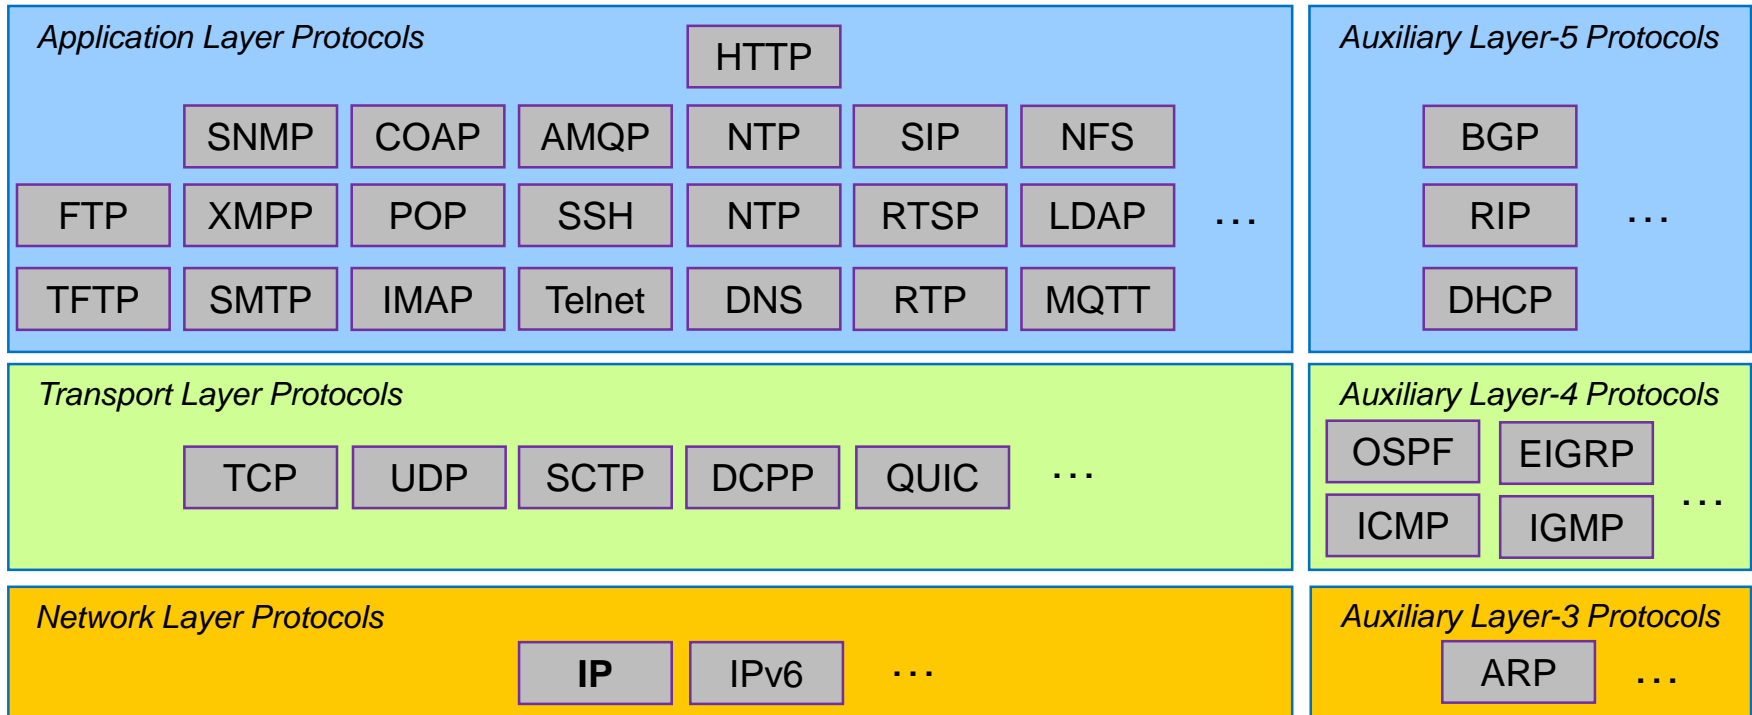 Application Layer Protocols
HTTP
SNMP COAP AMQP NTP SIP NFS
FTP XMPP POP SSH NTP RTSP LDAP ...
TFTP SMTP IMAP Telnet DNS RTP MQTT
Auxiliary Layer-5 Protocols
BGP
RIP ...
DHCP
Transport Layer Protocols
TCP UDP SCTP DCPP QUIC ...
Auxiliary Layer-4 Protocols
OSPF EIGRP
ICMP IGMP ...
Network Layer Protocols
IP IPv6 ...
Auxiliary Layer-3 Protocols
ARP ...